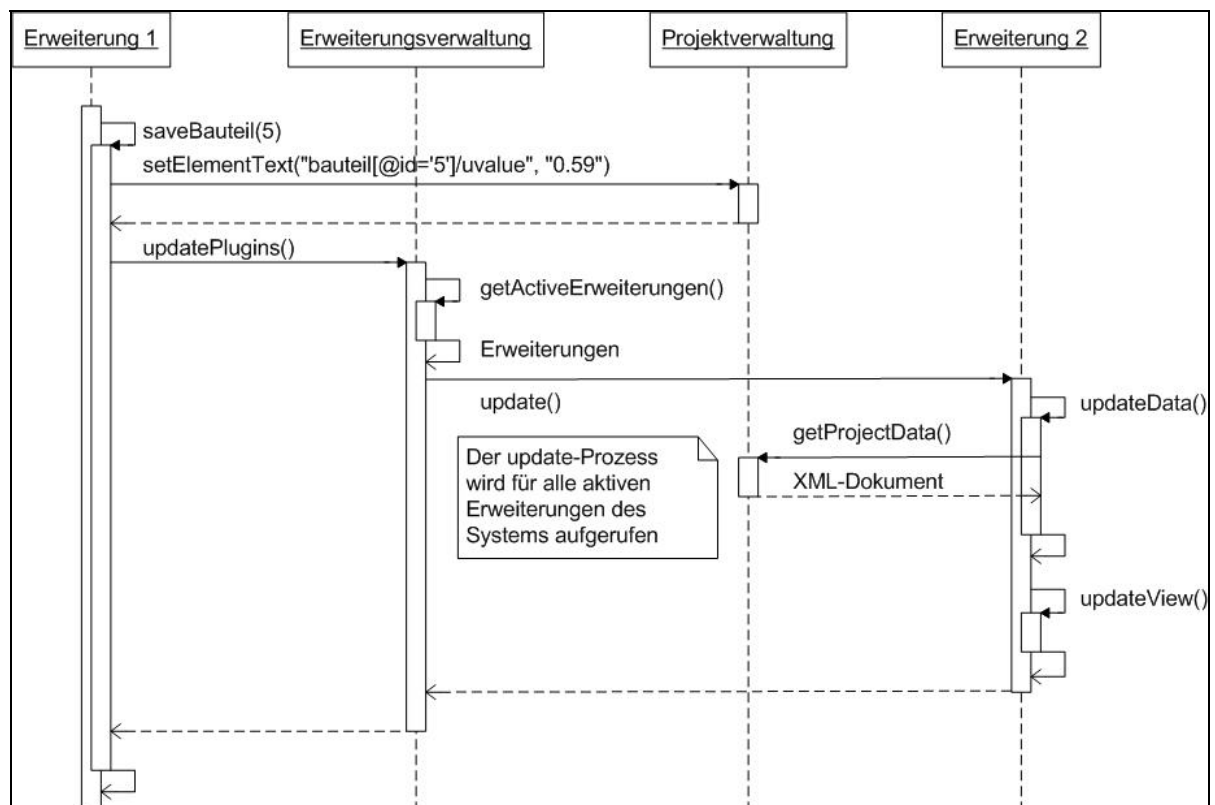 Erweiterung 1
Erweiterungsverwaltung
Projektverwaltung
Erweiterung 2
saveBauteil(5)
setElementText("bauteil[@id='5']/uvalue", "0.59")
updatePlugins()
getActiveErweiterungen()
Erweiterungen
update()
updateData()
getProjectData()
XML-Dokument
Der update-Prozess
wird für alle aktiven
Erweiterungen des
Systems aufgerufen
updateView()